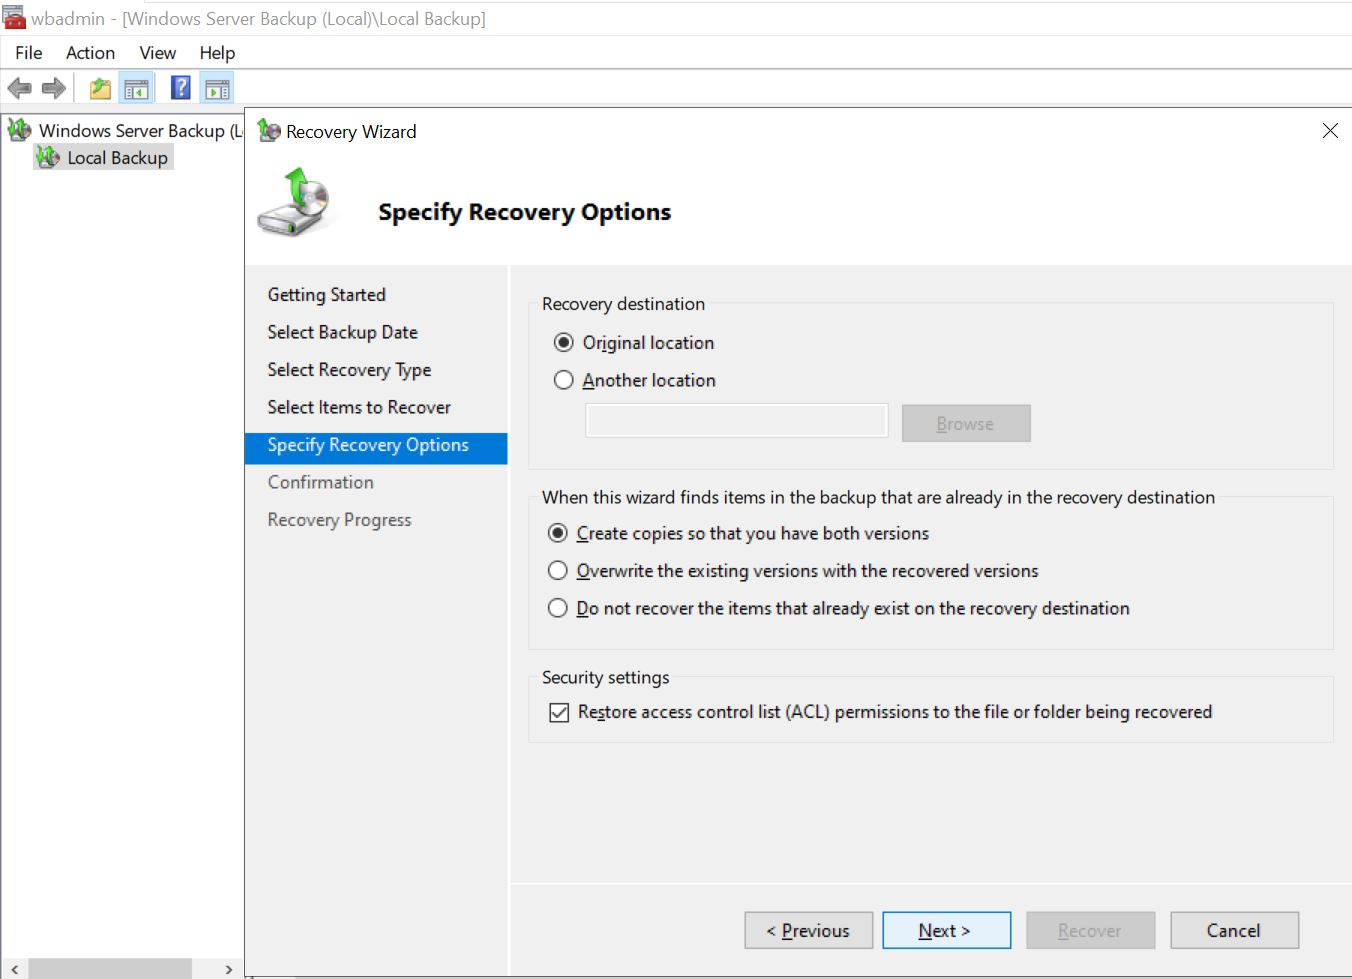 wbadmin - [Windows Server Backup (Local)\Local Backup]
File Action View Help
Windows Server Backup (L
Local Backup
Recovery Wizard
Specify Recovery Options
Getting Started
Select Backup Date
Select Recovery Type
Select Items to Recover
Specify Recovery Options
Confirmation
Recovery Progress
Recovery destination
Original location
Another location
Browse
When this wizard finds items in the backup that are already in the recovery destination
Create copies so that you have both versions
Overwrite the existing versions with the recovered versions
Do not recover the items that already exist on the recovery destination
Security settings
Restore access control list (ACL) permissions to the file or folder being recovered
< Previous Next > Recover Cancel